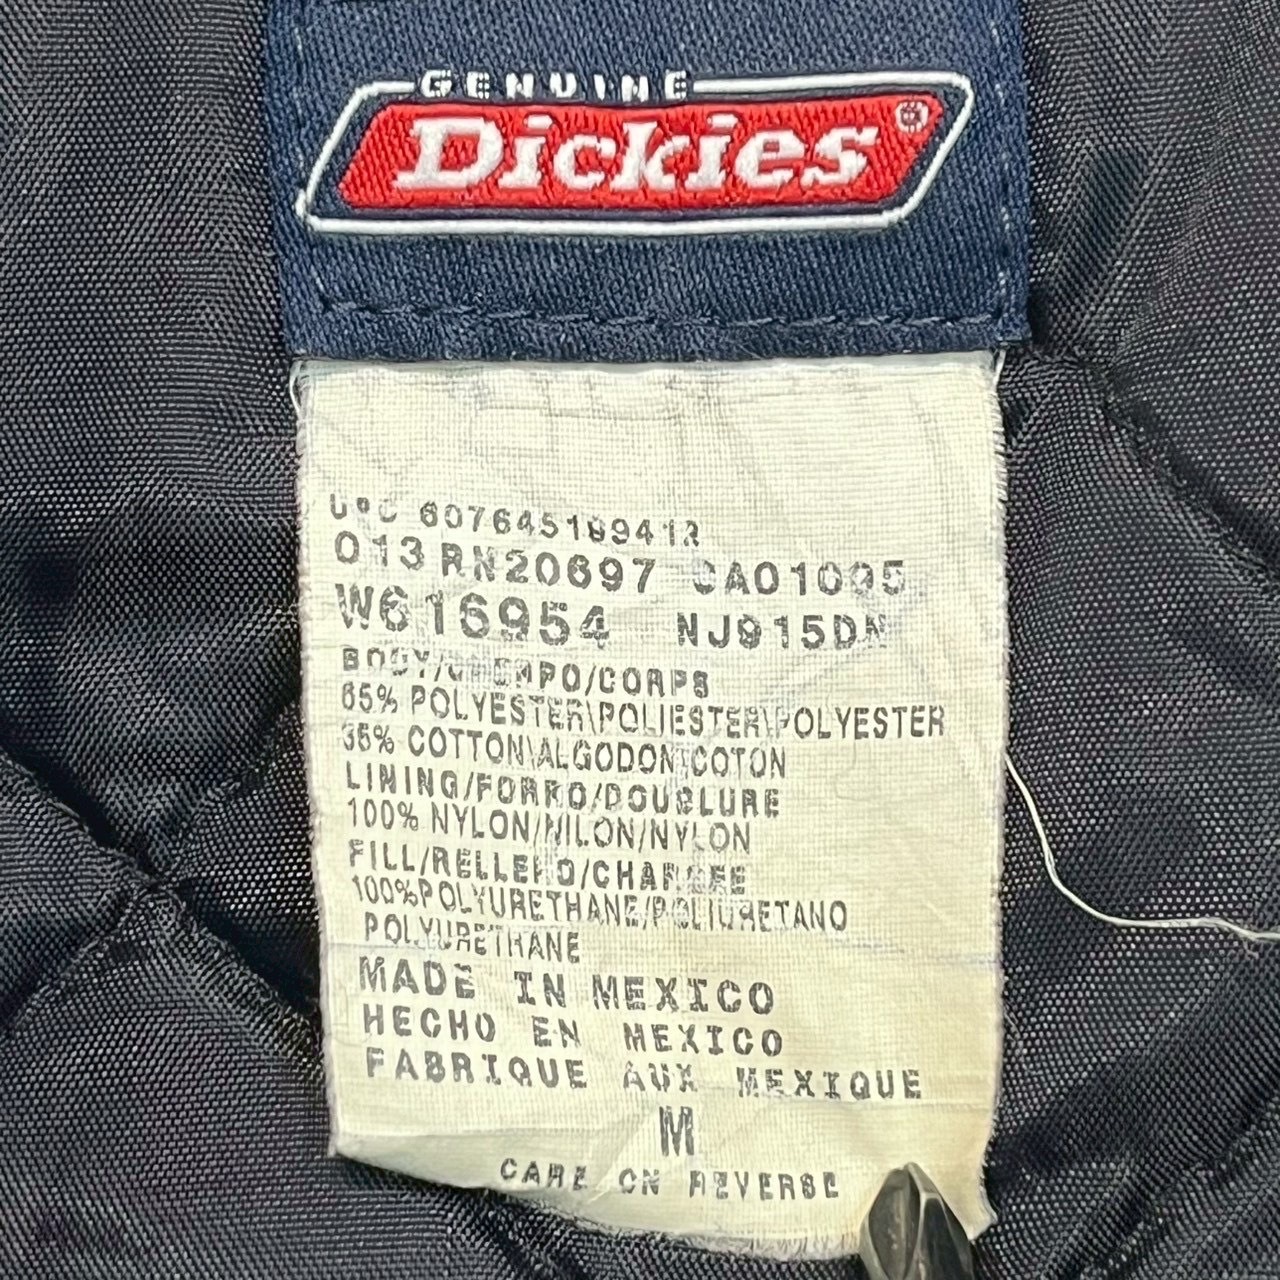 GENUINE
Dickies®
UPC
013 RN20697 CA01005
W616954 NJ915DN
BODY/CUERPO/CORPS
65% POLYESTER\POLIESTER\POLYESTER
35% COTTON\ALGODON\COTON
LINING/FORRO/DOUBLURE
100% NYLON/NILON/NYLON
FILL/RELLENO/CHARGEE
100%POLYURETHANE/POLIURETANO
POLYURETHANE
MADE IN MEXICO
HECHO EN MEXICO
FABRIQUE AUX MEXIQUE
M
CARE ON REVERSE